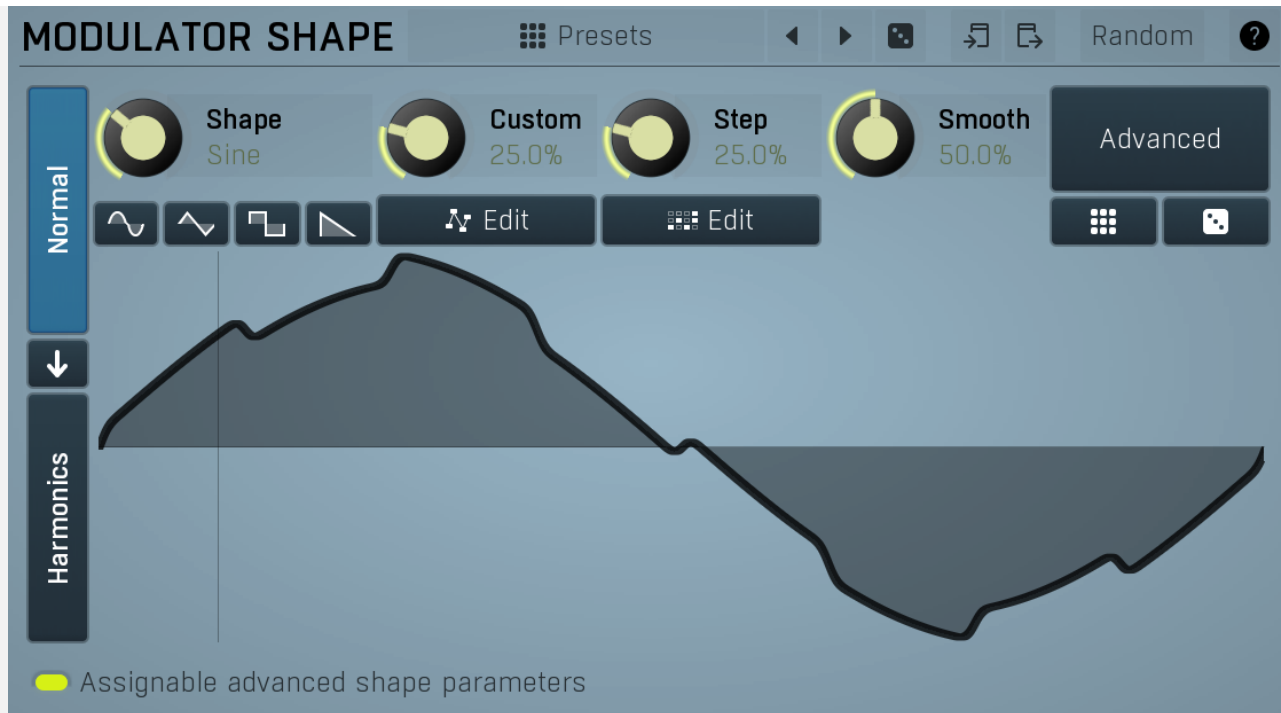 MODULATOR SHAPE Presets Random ?
Normal
Shape Custom Step Smooth
Sine 25.0% 25.0% 50.0%
Advanced
Edit Edit
Harmonics
Assignable advanced shape parameters